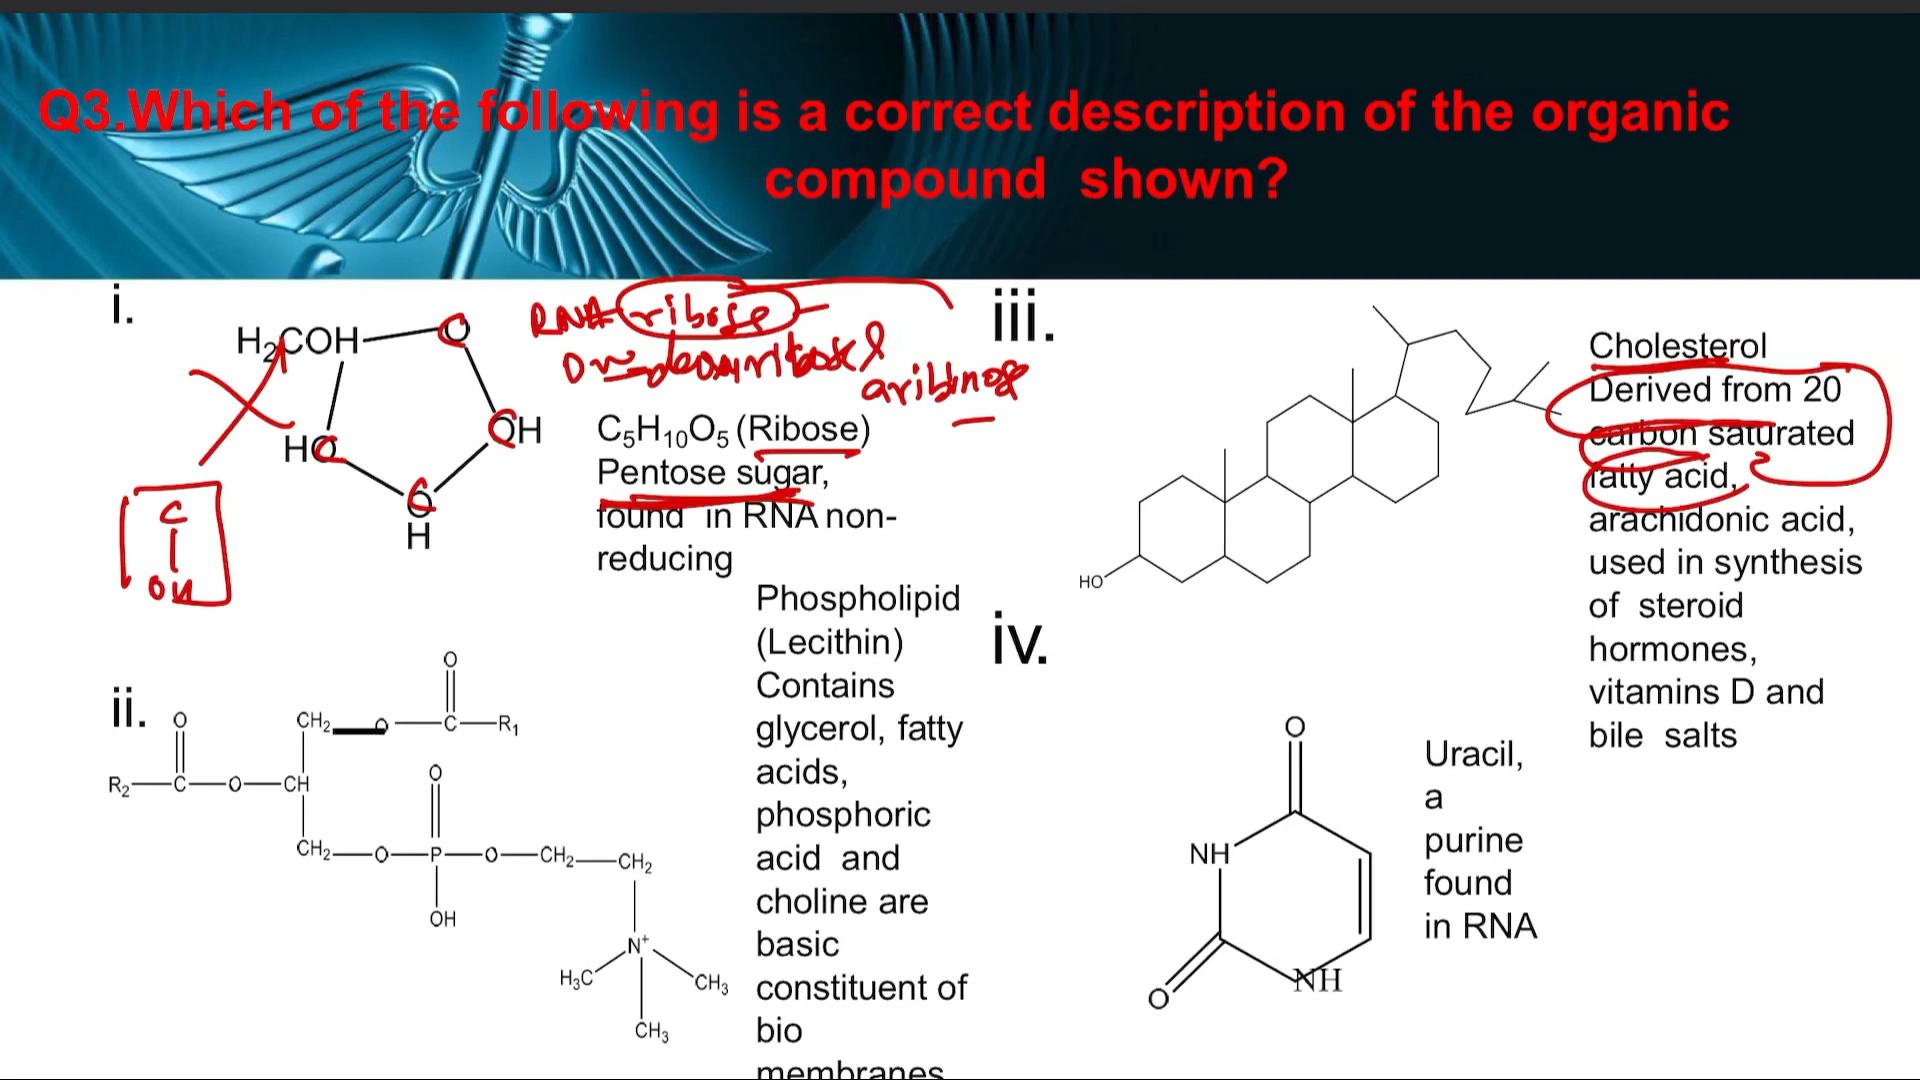 Q3.Which of the following is a correct description of the organic
compound shown?
i.
H₂COH
O
HO
OH
O
H
RNA ribose
deoxyribose
C
OH
C₅H₁₀O₅ (Ribose)
Pentose sugar,
found in RNA non-
reducing
ii.
O
O
CH₂ O C R₁
R₂ C O CH
O
CH₂ O P O CH₂ CH₂
OH
N⁺
H₃C
CH₃
CH₃
Phospholipid
(Lecithin)
Contains
glycerol, fatty
acids,
phosphoric
acid and
choline are
basic
constituent of
bio
membranes
iii.
HO
Cholesterol
Derived from 20
carbon saturated
fatty acid,
arachidonic acid,
used in synthesis
of steroid
hormones,
vitamins D and
bile salts
iv.
O
NH
NH
O
Uracil,
a
purine
found
in RNA